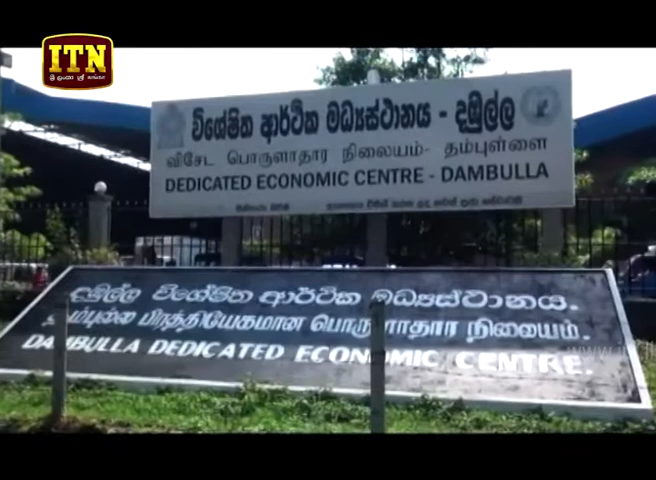 ITN
ශ්‍රී ලංකා ஸ்ரீ லங்கா
විශේෂිත ආර්ථික මධ්‍යස්ථානය - දඹුල්ල
விசேட பொருளாதார நிலையம்- தம்புள்ளை
DEDICATED ECONOMIC CENTRE - DAMBULLA
දඹුල්ල විශේෂිත ආර්ථික මධ්‍යස්ථානය.
பிரத்தியேகமான பொருளாதார நிலையம்.
DAMBULLA DEDICATED ECONOMIC CENTRE.